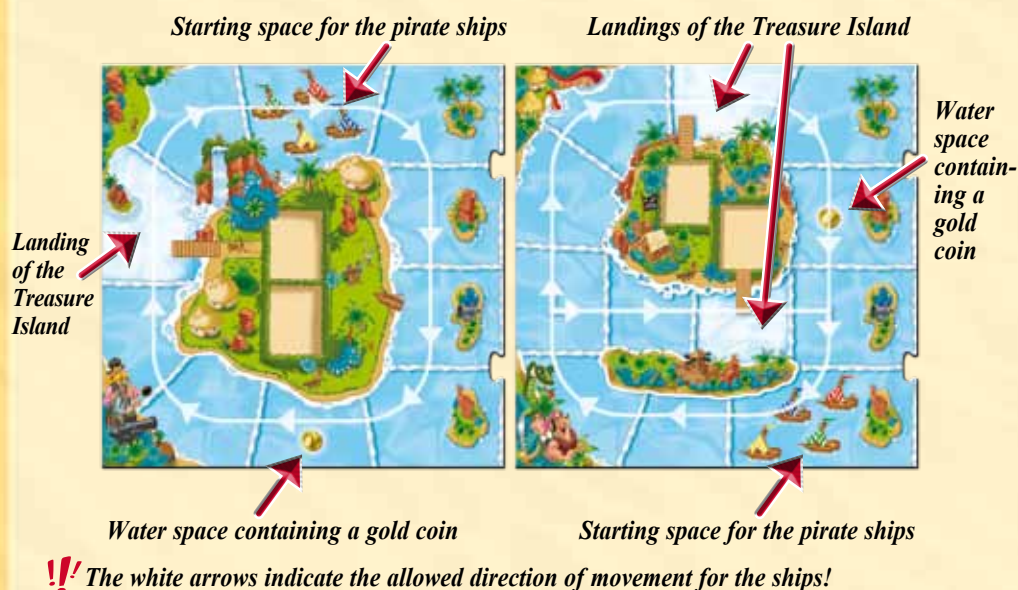 Starting space for the pirate ships
Landings of the Treasure Island
Water
space
contain-
ing a
gold
coin
Landing
of the
Treasure
Island
Water space containing a gold coin
Starting space for the pirate ships
!!! The white arrows indicate the allowed direction of movement for the ships!